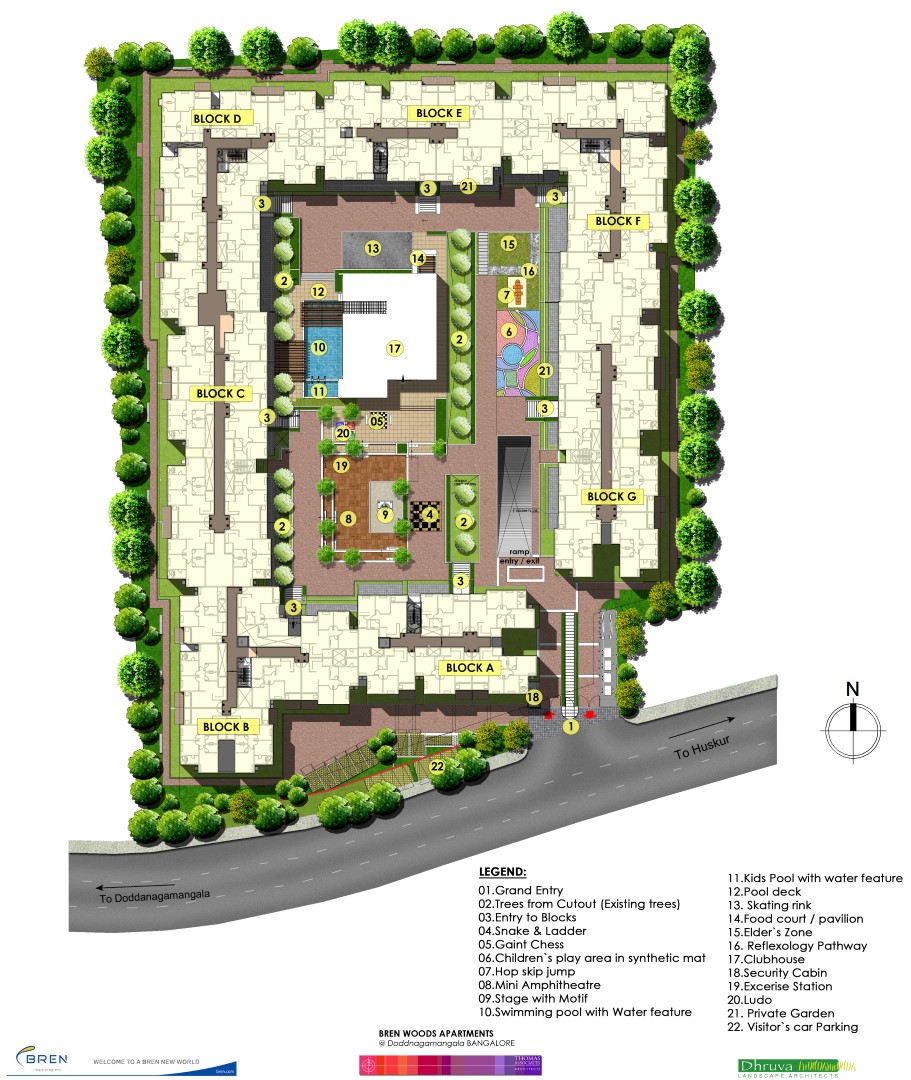 BLOCK D
BLOCK E
3
21
3
3
BLOCK F
13
15
14
16
2
12
7
6
2
10
17
11
21
BLOCK C
3
05
3
20
19
BLOCK G
8
9
4
2
2
ramp
entry / exit
3
3
BLOCK A
18
BLOCK B
1
22
N
To Huskur
To Doddanagamangala
LEGEND:
01.Grand Entry
02.Trees from Cutout (Existing trees)
03.Entry to Blocks
04.Snake & Ladder
05.Gaint Chess
06.Children`s play area in synthetic mat
07.Hop skip jump
08.Mini Amphitheatre
09.Stage with Motif
10.Swimming pool with Water feature
11.Kids Pool with water feature
12.Pool deck
13. Skating rink
14.Food court / pavilion
15.Elder`s Zone
16. Reflexology Pathway
17.Clubhouse
18.Security Cabin
19.Excerise Station
20.Ludo
21. Private Garden
22. Visitor`s car Parking
BREN WOODS APARTMENTS
@ Doddnagamangala BANGALORE
BREN
WELCOME TO A BREN NEW WORLD
bren.com
THOMAS
ASSOCIATES
ARCHITECTS
Dhruva
LANDSCAPE ARCHITECTS